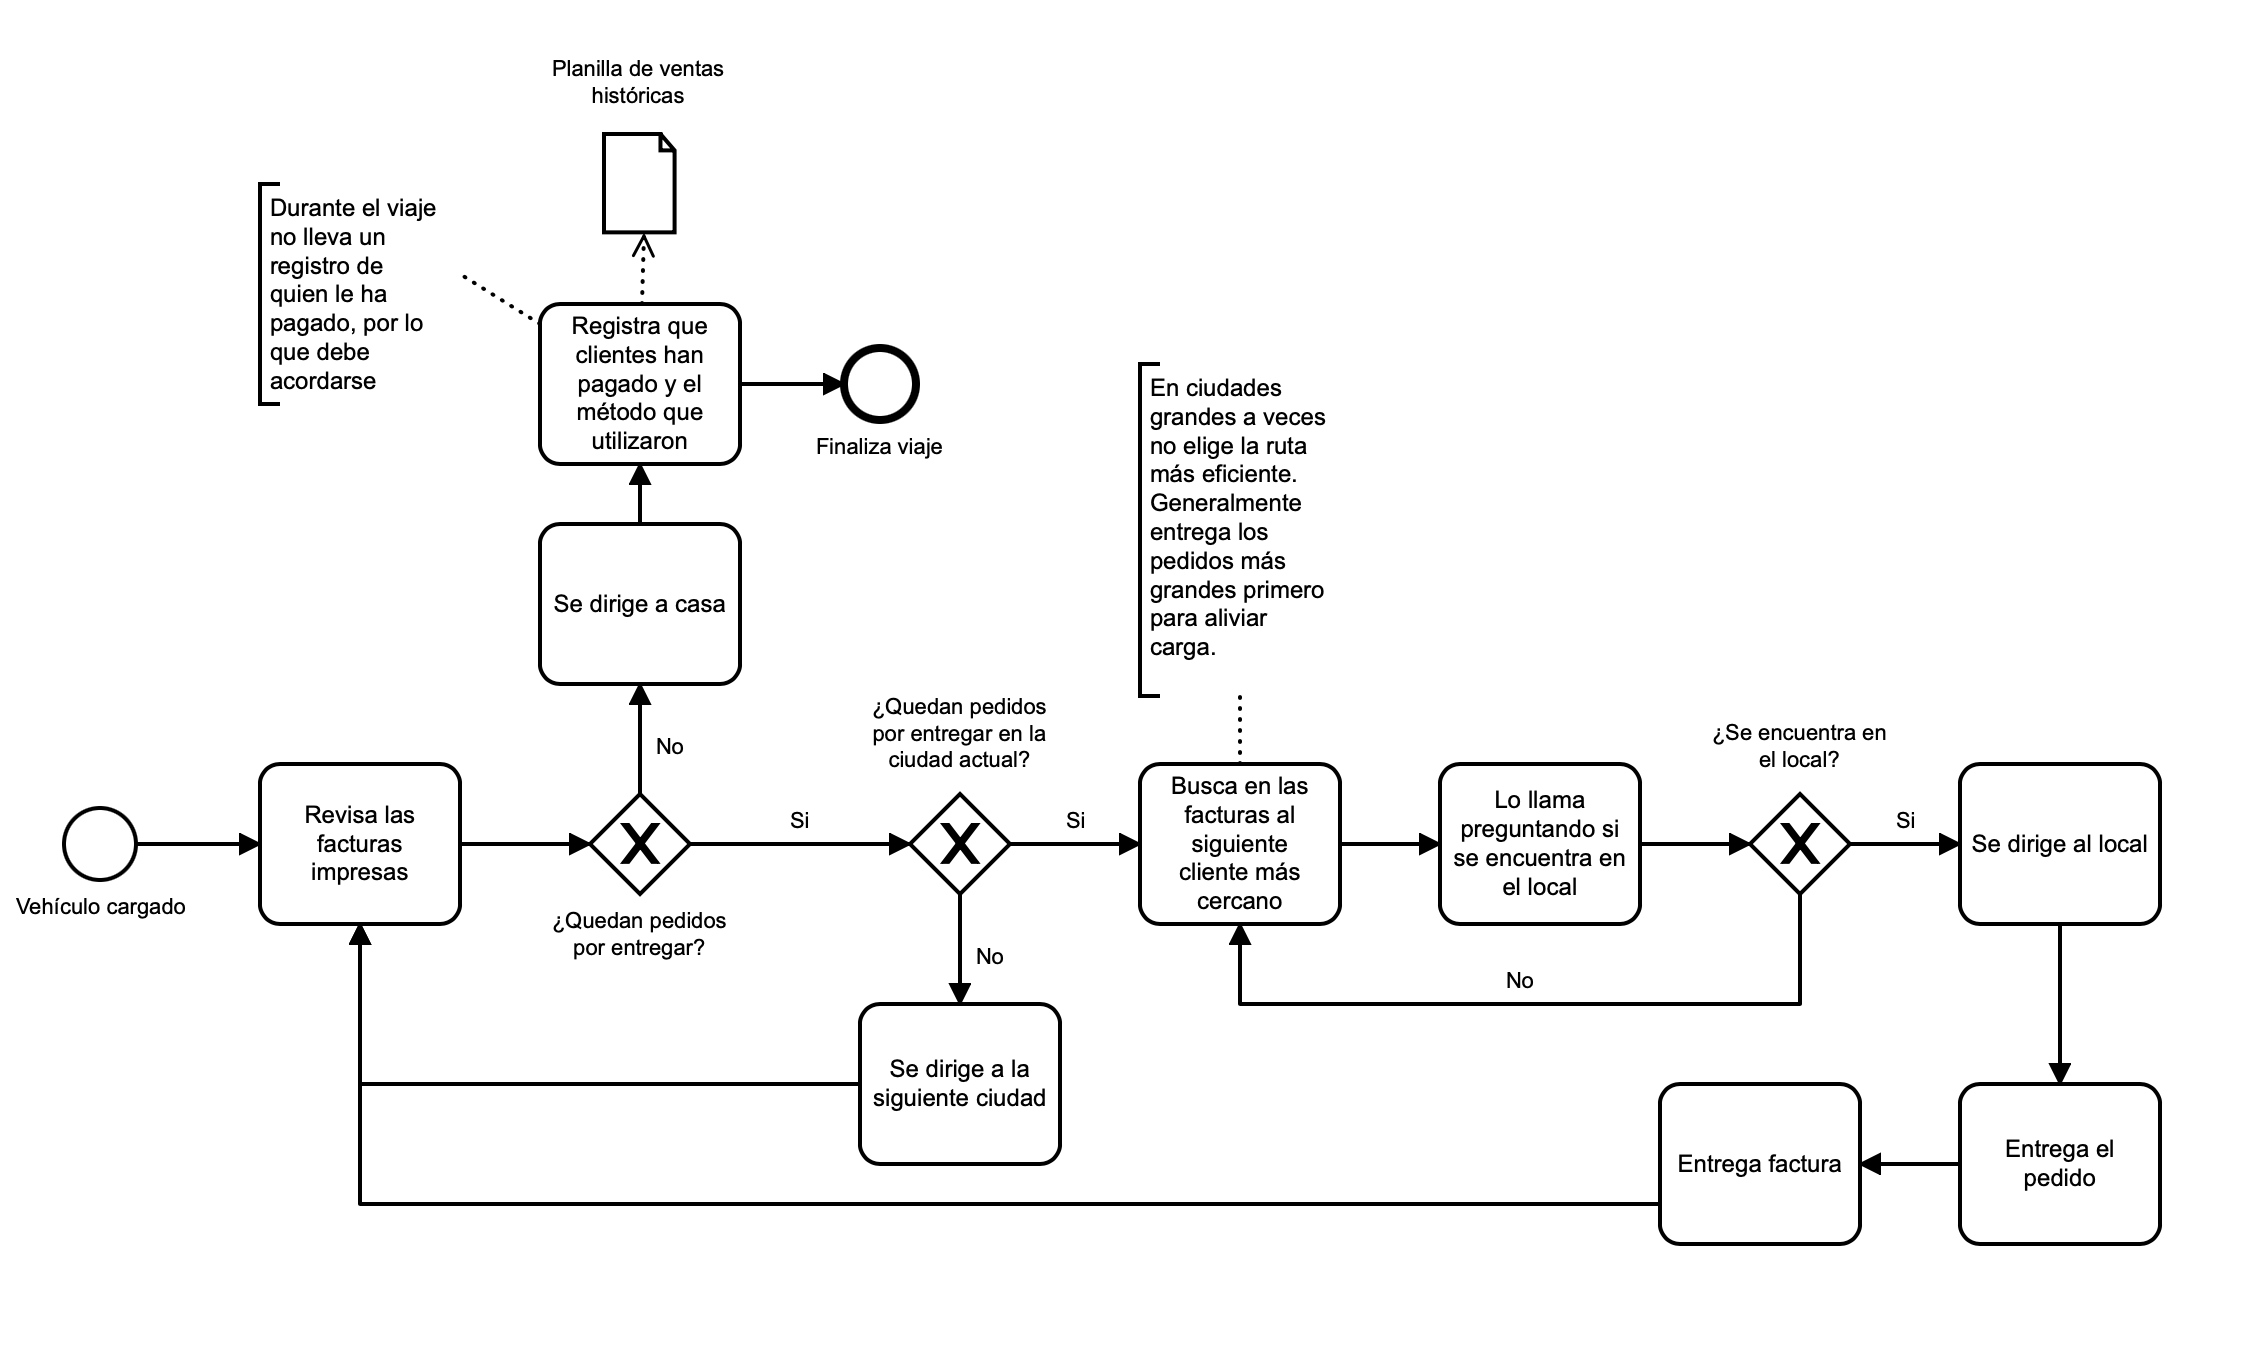 Planilla de ventas
históricas
Durante el viaje
no lleva un
registro de
quien le ha
pagado, por lo
que debe
acordarse
Registra que
clientes han
pagado y el
método que
utilizaron
Finaliza viaje
En ciudades
grandes a veces
no elige la ruta
más eficiente.
Generalmente
entrega los
pedidos más
grandes primero
para aliviar
carga.
Se dirige a casa
No
¿Quedan pedidos
por entregar en la
ciudad actual?
¿Se encuentra en
el local?
Vehículo cargado
Revisa las
facturas
impresas
X
¿Quedan pedidos
por entregar?
Si
X
Si
Busca en las
facturas al
siguiente
cliente más
cercano
Lo llama
preguntando si
se encuentra en
el local
X
Si
Se dirige al local
No
No
Se dirige a la
siguiente ciudad
Entrega factura
Entrega el
pedido